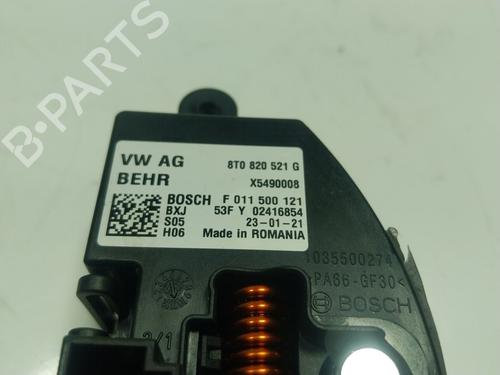 VW AG 8T0 820 521 G
BEHR X5490008
BOSCH F 011 500 121
BXJ 53F Y 02416854
S05 23-01-21
H06 Made in ROMANIA
1035500274
>PA66-GF30<
BOSCH
B-PARTS